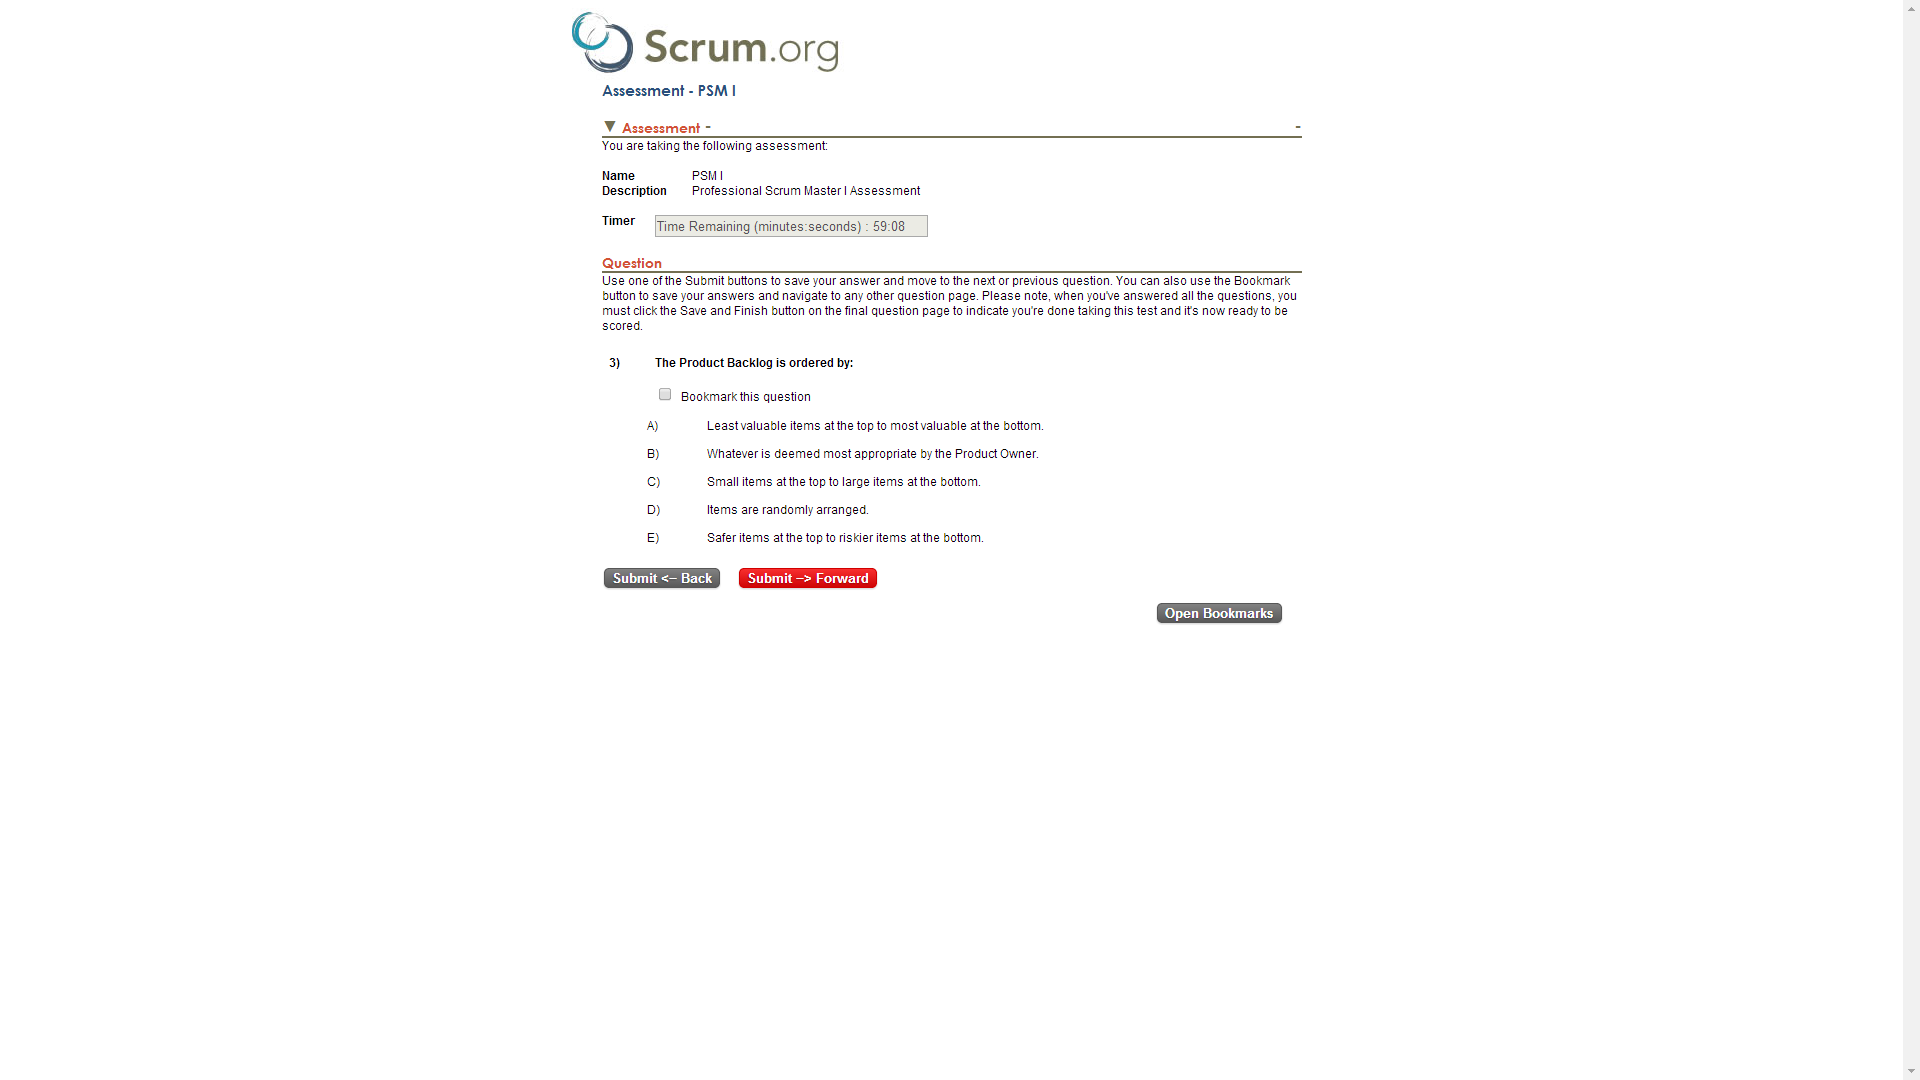 Scrum.org
Assessment - PSM I
▼ Assessment - -
You are taking the following assessment:
Name PSM I
Description Professional Scrum Master I Assessment
Timer Time Remaining (minutes:seconds) : 59:08
Question
Use one of the Submit buttons to save your answer and move to the next or previous question. You can also use the Bookmark
button to save your answers and navigate to any other question page. Please note, when you've answered all the questions, you
must click the Save and Finish button on the final question page to indicate you're done taking this test and it's now ready to be
scored.
3) The Product Backlog is ordered by:
Bookmark this question
A) Least valuable items at the top to most valuable at the bottom.
B) Whatever is deemed most appropriate by the Product Owner.
C) Small items at the top to large items at the bottom.
D) Items are randomly arranged.
E) Safer items at the top to riskier items at the bottom.
Submit <-- Back Submit --> Forward
Open Bookmarks